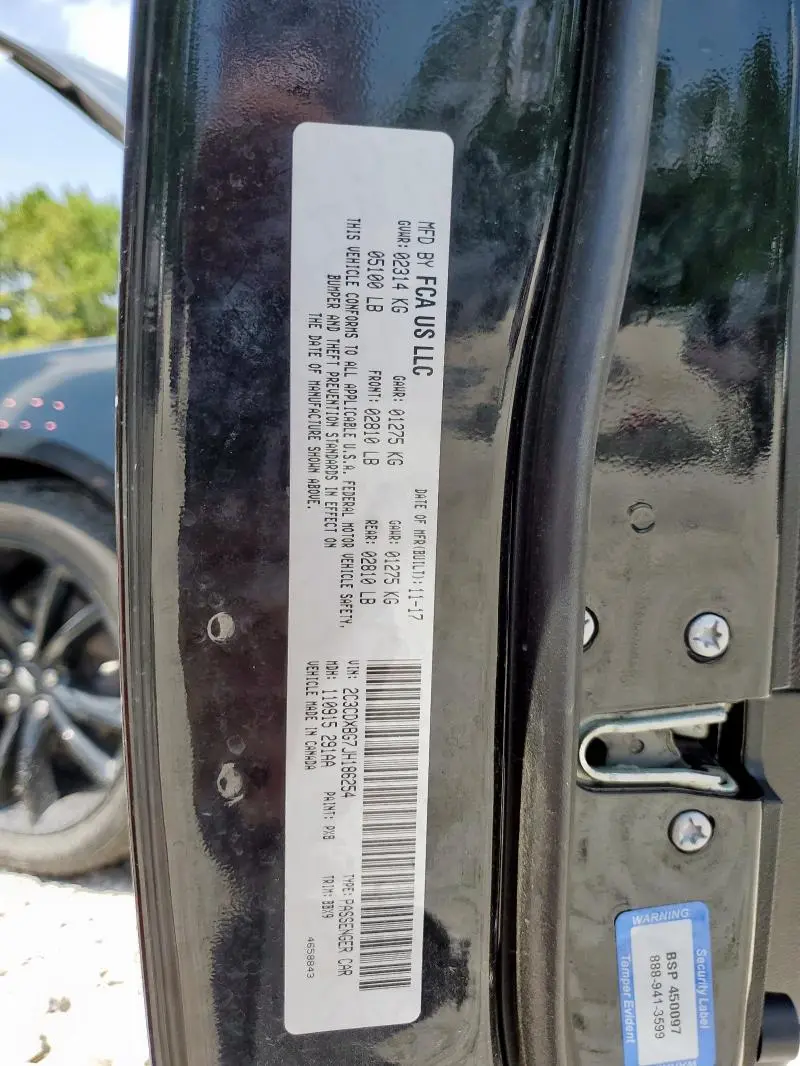 MFD BY FCA US LLC
DATE OF MFR(BUILT): 11-17
GVWR: 02314 KG
GAWR: 01275 KG
GAWR: 01275 KG
05100 LB
FRONT: 02810 LB
REAR: 02810 LB
THIS VEHICLE CONFORMS TO ALL APPLICABLE U.S.A. FEDERAL MOTOR VEHICLE SAFETY,
BUMPER AND THEFT PREVENTION STANDARDS IN EFFECT ON
THE DATE OF MANUFACTURE SHOWN ABOVE.
VIN: 2C3CDXBG7JH186254
TYPE: PASSENGER CAR
MDH: 110915 291AA
PAINT: PX8
TRIM: BBX9
VEHICLE MADE IN CANADA
4658843
WARNING
Security Label
BSP 450097
888-941-3599
Tamper Evident